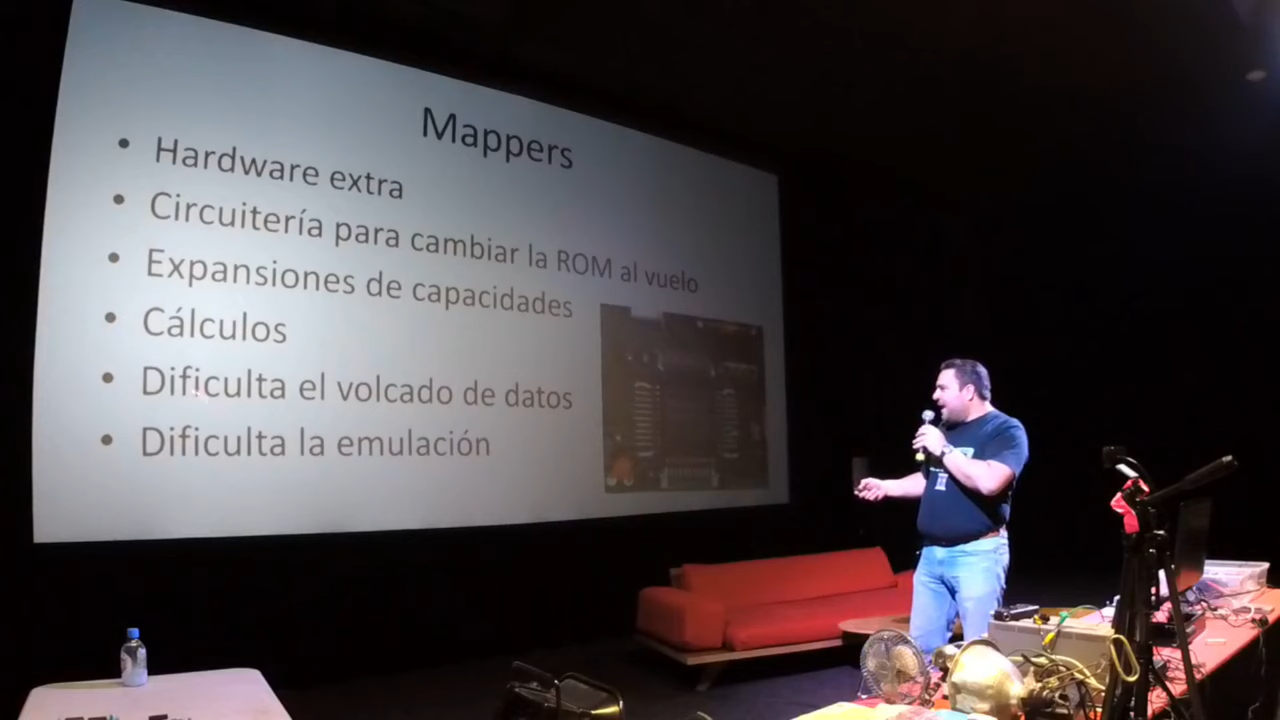 Mappers
• Hardware extra
• Circuitería para cambiar la ROM al vuelo
• Expansiones de capacidades
• Cálculos
• Dificulta el volcado de datos
• Dificulta la emulación